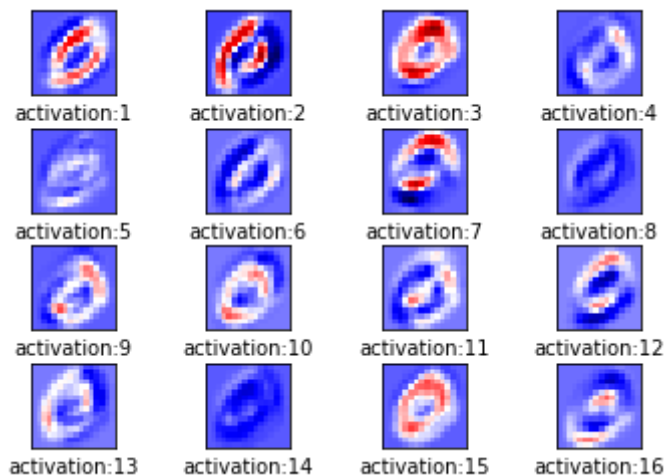 activation:1 activation:2 activation:3 activation:4
activation:5 activation:6 activation:7 activation:8
activation:9 activation:10 activation:11 activation:12
activation:13 activation:14 activation:15 activation:16